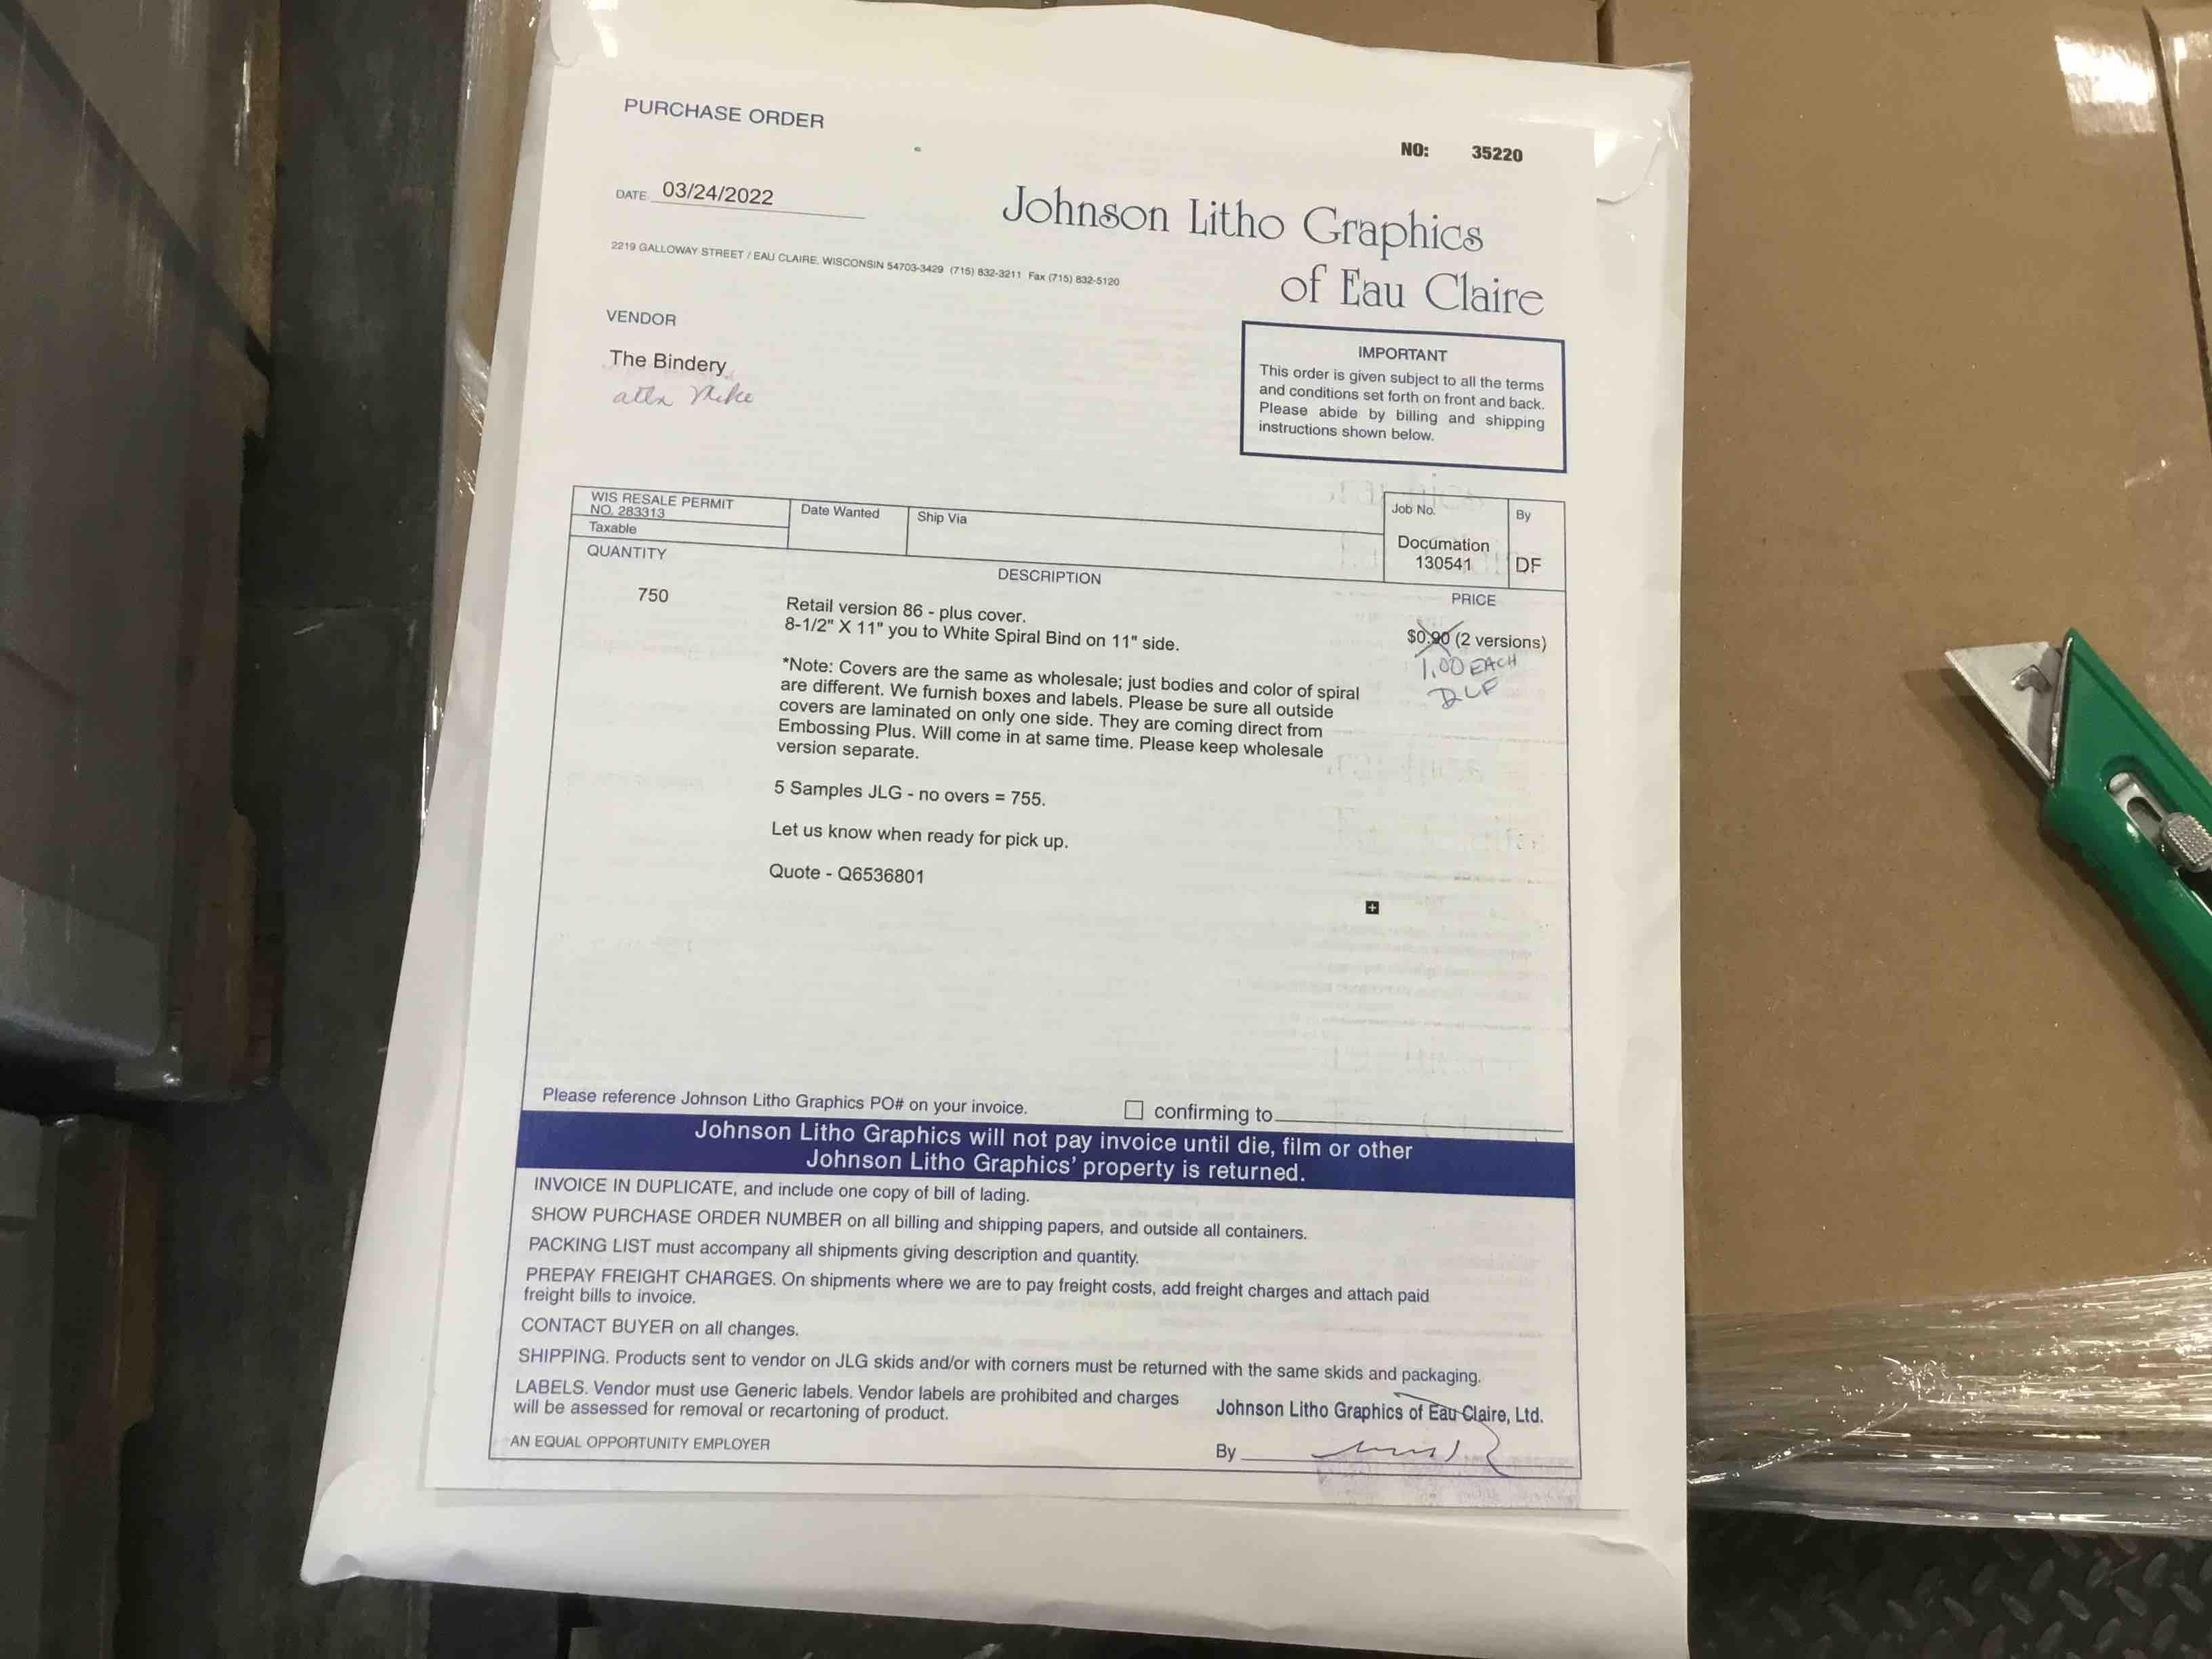 PURCHASE ORDER
NO: 35220
DATE 03/24/2022
Johnson Litho Graphics
of Eau Claire
2219 GALLOWAY STREET / EAU CLAIRE, WISCONSIN 54703-3429 (715) 832-3211 Fax (715) 832-5120
VENDOR
The Bindery
attn Mike
IMPORTANT
This order is given subject to all the terms
and conditions set forth on front and back.
Please abide by billing and shipping
instructions shown below.
WIS RESALE PERMIT
NO. 283313
Taxable
Date Wanted
Ship Via
Job No.
Documation
130541
By
DF
QUANTITY
DESCRIPTION
PRICE
750
Retail version 86 - plus cover.
8-1/2" X 11" you to White Spiral Bind on 11" side.
$0.90 (2 versions)
1.00 EACH
DLF
*Note: Covers are the same as wholesale; just bodies and color of spiral
are different. We furnish boxes and labels. Please be sure all outside
covers are laminated on only one side. They are coming direct from
Embossing Plus. Will come in at same time. Please keep wholesale
version separate.
5 Samples JLG - no overs = 755.
Let us know when ready for pick up.
Quote - Q6536801
Please reference Johnson Litho Graphics PO# on your invoice.
confirming to
Johnson Litho Graphics will not pay invoice until die, film or other
Johnson Litho Graphics' property is returned.
INVOICE IN DUPLICATE, and include one copy of bill of lading.
SHOW PURCHASE ORDER NUMBER on all billing and shipping papers, and outside all containers.
PACKING LIST must accompany all shipments giving description and quantity.
PREPAY FREIGHT CHARGES. On shipments where we are to pay freight costs, add freight charges and attach paid
freight bills to invoice.
CONTACT BUYER on all changes.
SHIPPING. Products sent to vendor on JLG skids and/or with corners must be returned with the same skids and packaging.
LABELS. Vendor must use Generic labels. Vendor labels are prohibited and charges
will be assessed for removal or recartoning of product.
Johnson Litho Graphics of Eau Claire, Ltd.
AN EQUAL OPPORTUNITY EMPLOYER
By